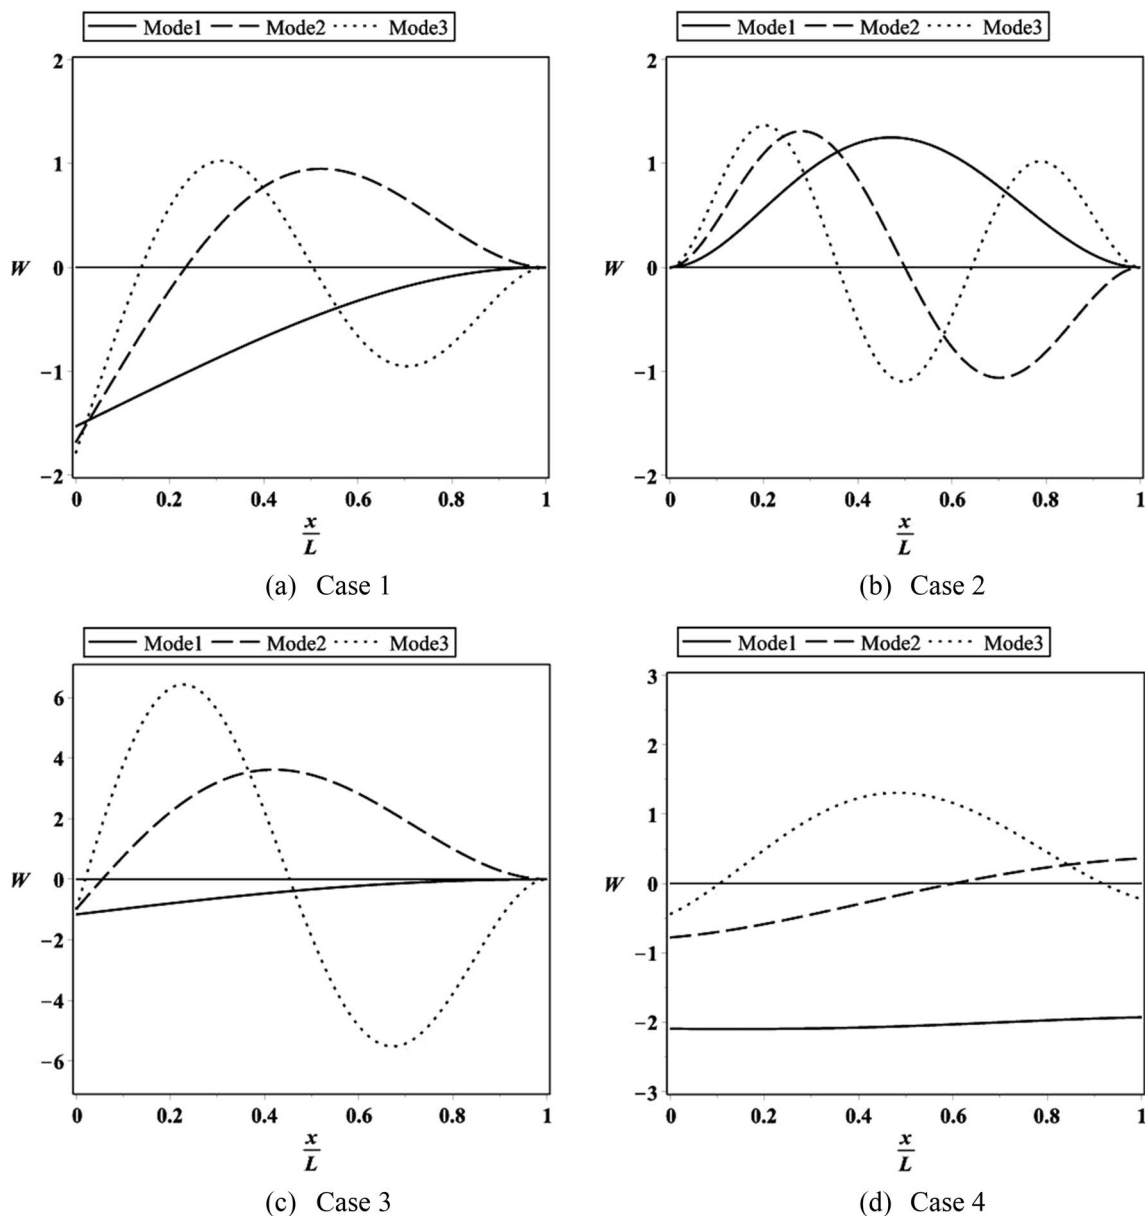 Mode1 Mode2 Mode3
2
1
W 0
−1
−2
0 0.2 0.4 0.6 0.8 1
x
L
(a) Case 1
Mode1 Mode2 Mode3
2
1
W 0
−1
−2
0 0.2 0.4 0.6 0.8 1
x
L
(b) Case 2
Mode1 Mode2 Mode3
6
4
2
W 0
−2
−4
−6
0 0.2 0.4 0.6 0.8 1
x
L
(c) Case 3
Mode1 Mode2 Mode3
3
2
1
W 0
−1
−2
−3
0 0.2 0.4 0.6 0.8 1
x
L
(d) Case 4